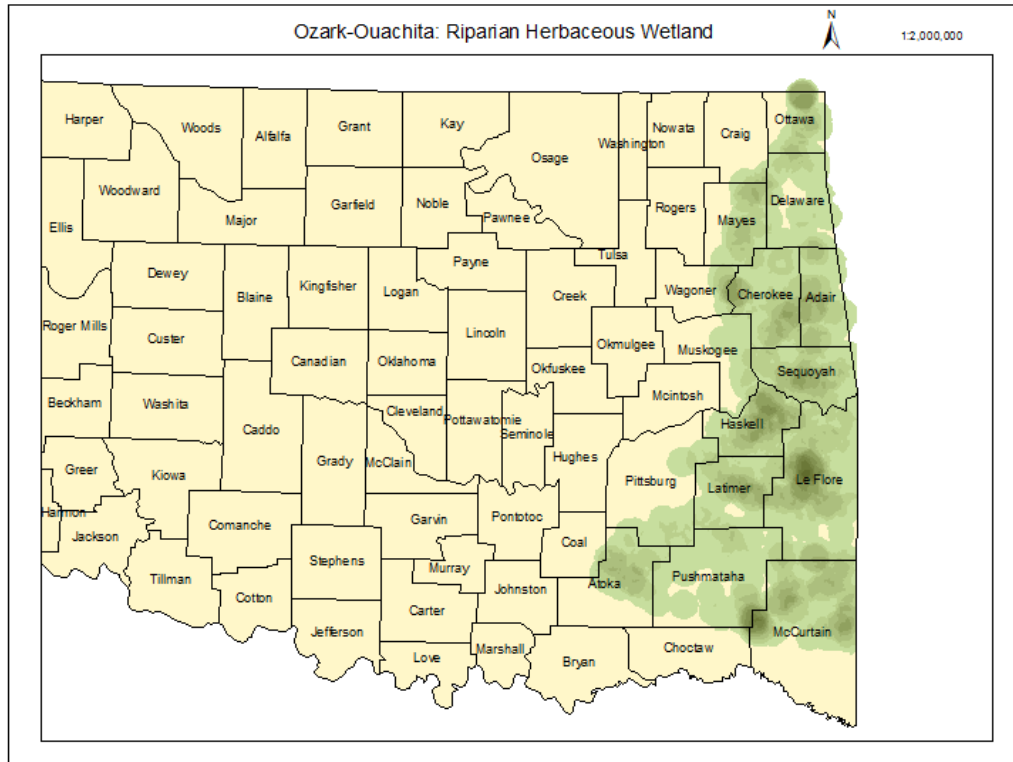 Ozark-Ouachita: Riparian Herbaceous Wetland
N
1:2,000,000
Harper
Woods
Alfalfa
Grant
Kay
Osage
Washington
Nowata
Craig
Ottawa
Ellis
Woodward
Major
Garfield
Noble
Pawnee
Rogers
Mayes
Delaware
Dewey
Blaine
Kingfisher
Logan
Payne
Creek
Tulsa
Wagoner
Cherokee
Adair
Roger Mills
Custer
Canadian
Oklahoma
Lincoln
Okfuskee
Okmulgee
Muskogee
Sequoyah
Beckham
Washita
Caddo
Cleveland
Pottawatomie
Seminole
Mcintosh
Haskell
Greer
Kiowa
Grady
McClain
Hughes
Pittsburg
Latimer
Le Flore
Harmon
Jackson
Comanche
Garvin
Pontotoc
Coal
Tillman
Stephens
Murray
Johnston
Atoka
Pushmataha
Cotton
Carter
Jefferson
Love
Marshall
Bryan
Choctaw
McCurtain